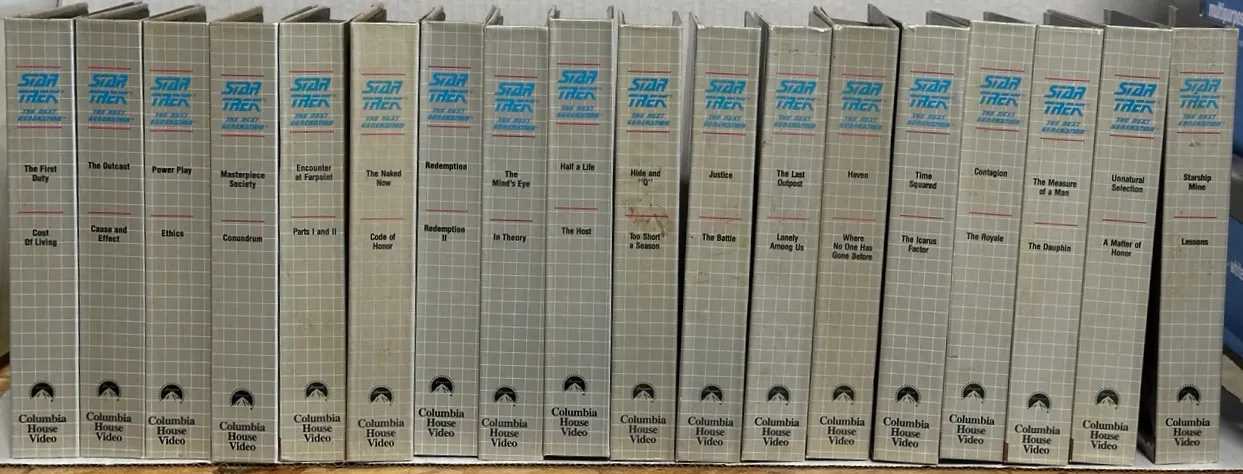 STAR
TREK
THE NEXT
GENERATION
The First
Duty
Cost
Of Living
Columbia
House
Video
STAR
TREK
THE NEXT
GENERATION
The Outcast
Cause and
Effect
Columbia
House
Video
STAR
TREK
THE NEXT
GENERATION
Power Play
Ethics
Columbia
House
Video
STAR
TREK
THE NEXT
GENERATION
Masterpiece
Society
Conundrum
Columbia
House
Video
STAR
TREK
THE NEXT
GENERATION
Encounter
at Farpoint
Parts I and II
Columbia
House
Video
STAR
TREK
THE NEXT
GENERATION
The Naked
Now
Code of
Honor
Columbia
House
Video
STAR
TREK
THE NEXT
GENERATION
Redemption
Redemption
II
Columbia
House
Video
STAR
TREK
THE NEXT
GENERATION
The
Mind's Eye
In Theory
Columbia
House
Video
STAR
TREK
THE NEXT
GENERATION
Half a Life
The Host
Columbia
House
Video
STAR
TREK
THE NEXT
GENERATION
Hide and
"Q"
Too Short
a Season
Columbia
House
Video
STAR
TREK
THE NEXT
GENERATION
Justice
The Battle
Columbia
House
Video
STAR
TREK
THE NEXT
GENERATION
The Last
Outpost
Lonely
Among Us
Columbia
House
Video
STAR
TREK
THE NEXT
GENERATION
Haven
Where
No One Has
Gone Before
Columbia
House
Video
STAR
TREK
THE NEXT
GENERATION
Time
Squared
The Icarus
Factor
Columbia
House
Video
STAR
TREK
THE NEXT
GENERATION
Contagion
The Royale
Columbia
House
Video
STAR
TREK
THE NEXT
GENERATION
The Measure
of a Man
The Dauphin
Columbia
House
Video
STAR
TREK
THE NEXT
GENERATION
Unnatural
Selection
A Matter of
Honor
Columbia
House
Video
STAR
TREK
THE NEXT
GENERATION
Starship
Mine
Lessons
Columbia
House
Video